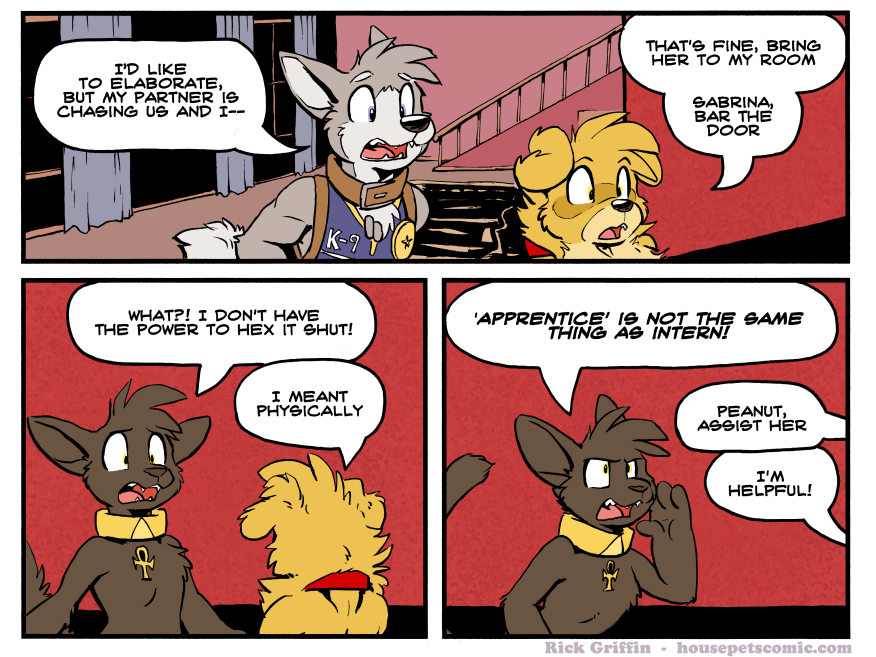 I'D LIKE
TO ELABORATE,
BUT MY PARTNER IS
CHASING US AND I--
THAT'S FINE, BRING
HER TO MY ROOM
SABRINA,
BAR THE
DOOR
K-9
WHAT?! I DON'T HAVE
THE POWER TO HEX IT SHUT!
I MEANT
PHYSICALLY
'APPRENTICE' IS NOT THE SAME
THING AS INTERN!
PEANUT,
ASSIST HER
I'M
HELPFUL!
Rick Griffin - housepetscomic.com